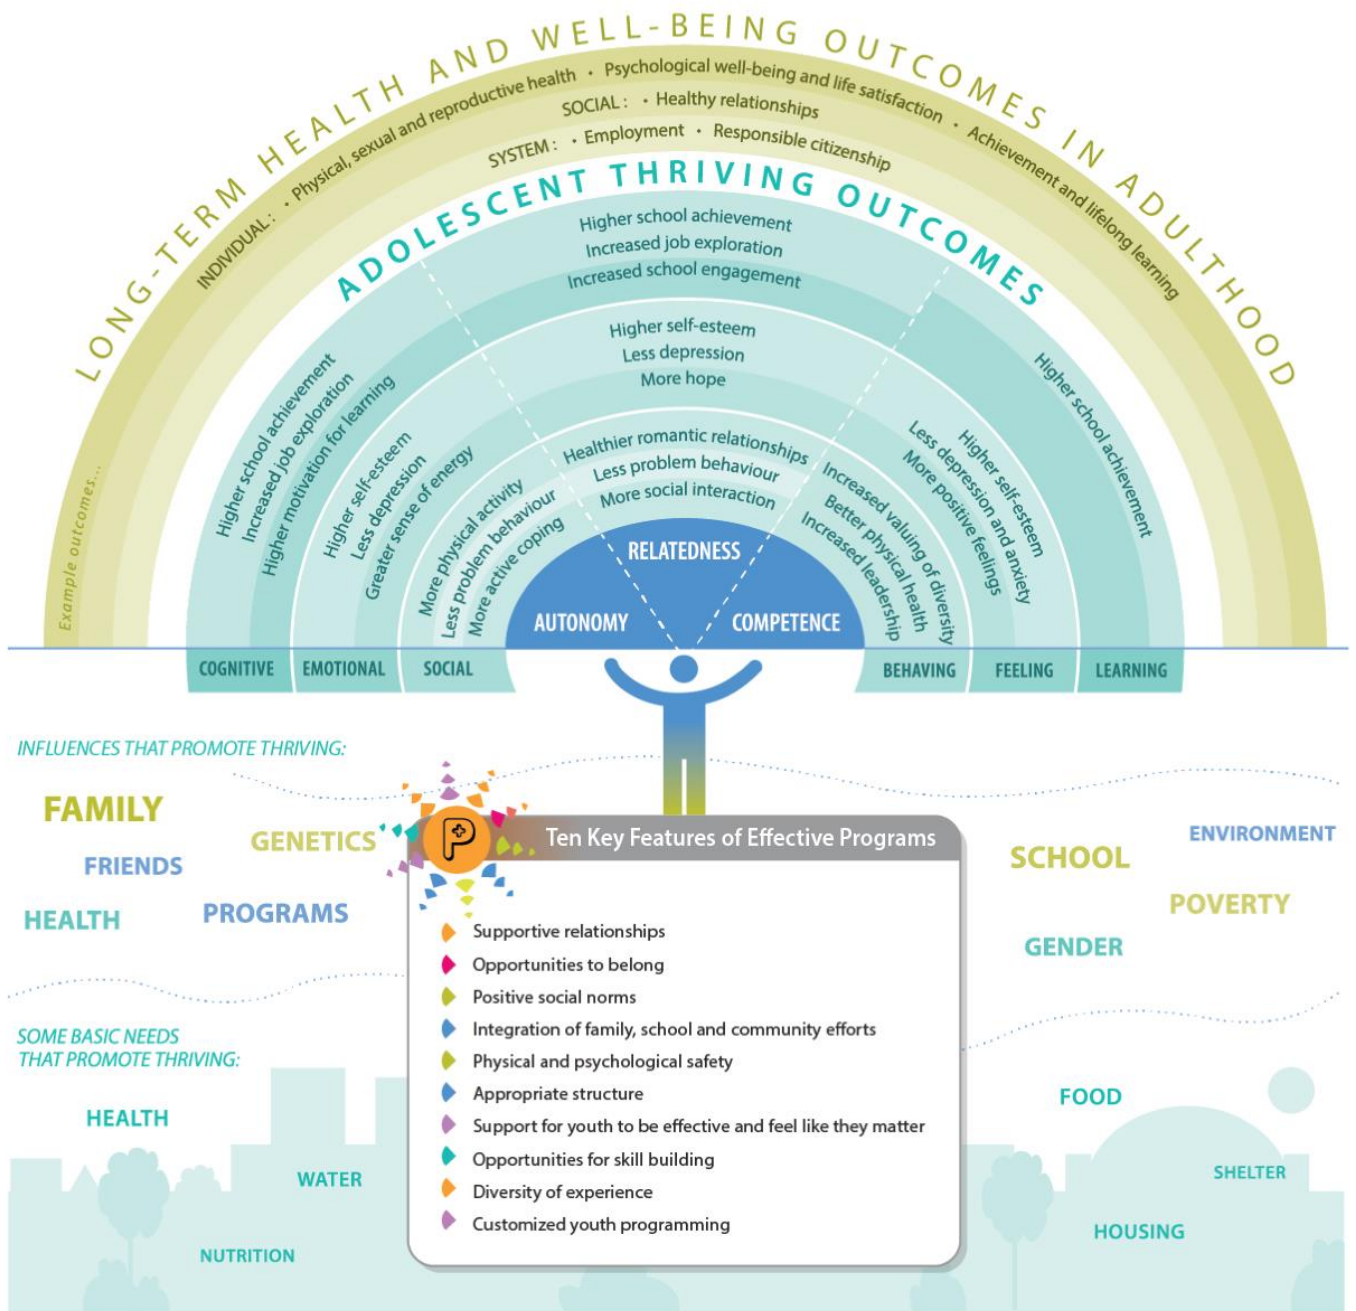 LONG-TERM HEALTH AND WELL-BEING OUTCOMES IN ADULTHOOD
INDIVIDUAL: • Physical, sexual and reproductive health • Psychological well-being and life satisfaction • Achievement and lifelong learning
SOCIAL: • Healthy relationships
SYSTEM: • Employment • Responsible citizenship
Example outcomes...
ADOLESCENT THRIVING OUTCOMES
Higher school achievement
Increased job exploration
Increased school engagement
Higher self-esteem
Less depression
More hope
Healthier romantic relationships
Less problem behaviour
More social interaction
Higher school achievement
Increased job exploration
Higher motivation for learning
Higher self-esteem
Less depression
Greater sense of energy
More physical activity
Less problem behaviour
More active coping
Increased valuing of diversity
Better physical health
Increased leadership
Higher self-esteem
Less depression and anxiety
More positive feelings
Higher school achievement
RELATEDNESS
AUTONOMY
COMPETENCE
COGNITIVE
EMOTIONAL
SOCIAL
BEHAVING
FEELING
LEARNING
INFLUENCES THAT PROMOTE THRIVING:
FAMILY
GENETICS
FRIENDS
HEALTH
PROGRAMS
ENVIRONMENT
SCHOOL
POVERTY
GENDER
P
Ten Key Features of Effective Programs
Supportive relationships
Opportunities to belong
Positive social norms
Integration of family, school and community efforts
Physical and psychological safety
Appropriate structure
Support for youth to be effective and feel like they matter
Opportunities for skill building
Diversity of experience
Customized youth programming
SOME BASIC NEEDS
THAT PROMOTE THRIVING:
HEALTH
WATER
NUTRITION
FOOD
SHELTER
HOUSING